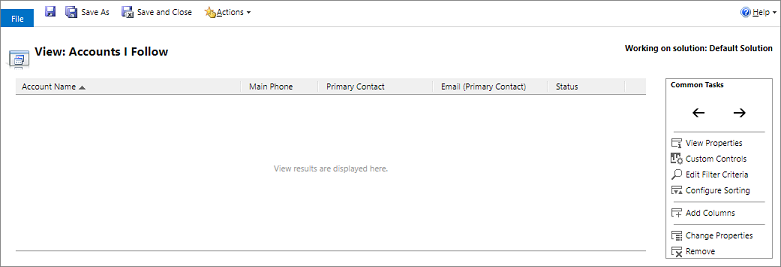 File Save As Save and Close Actions Help
View: Accounts I Follow
Working on solution: Default Solution
Account Name Main Phone Primary Contact Email (Primary Contact) Status
View results are displayed here.
Common Tasks
View Properties
Custom Controls
Edit Filter Criteria
Configure Sorting
Add Columns
Change Properties
Remove